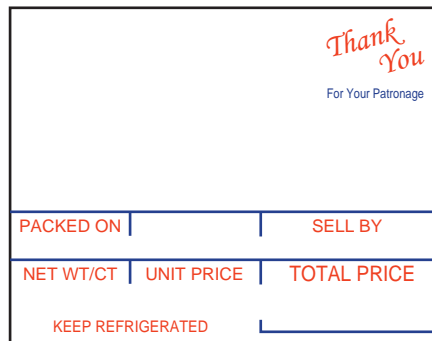 Thank
You
For Your Patronage
PACKED ON SELL BY
NET WT/CT UNIT PRICE TOTAL PRICE
KEEP REFRIGERATED